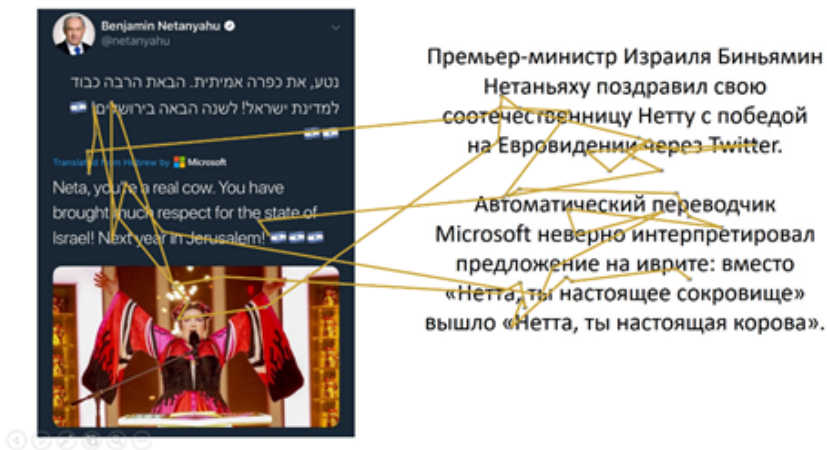 Benjamin Netanyahu
@netanyahu
נטע, את כפרה אמיתית. הבאת הרבה כבוד
למדינת ישראל! לשנה הבאה בירושלים!
Translated from Hebrew by Microsoft
Neta, you're a real cow. You have
brought much respect for the state of
Israel! Next year in Jerusalem!
Премьер-министр Израиля Биньямин
Нетаньяху поздравил свою
соотечественницу Нетту с победой
на Евровидении через Twitter.
Автоматический переводчик
Microsoft неверно интерпретировал
предложение на иврите: вместо
«Нетта, ты настоящее сокровище»
вышло «Нетта, ты настоящая корова».